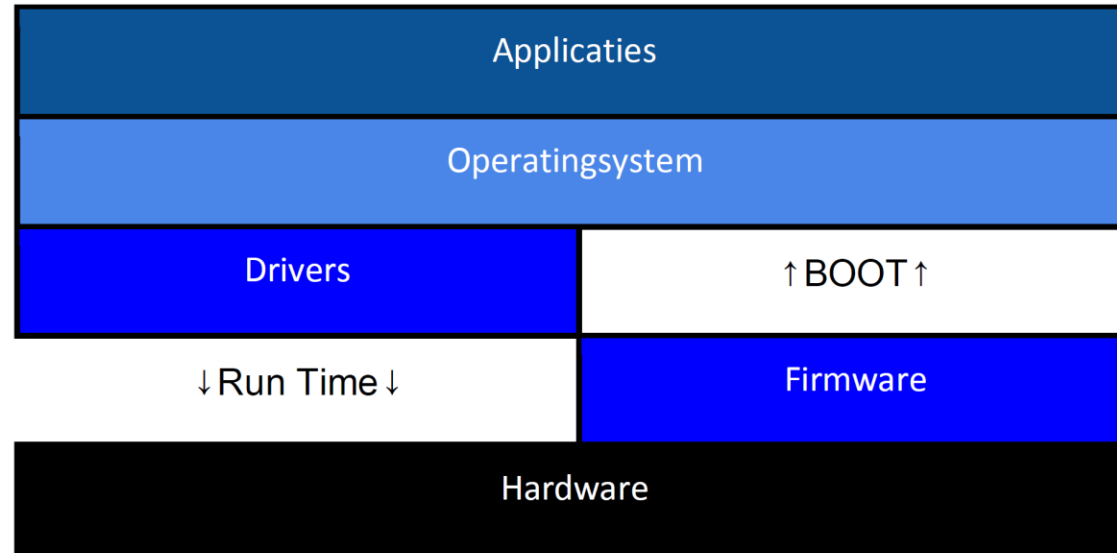 Applicaties
Operatingsystem
Drivers
↑BOOT↑
↓Run Time↓
Firmware
Hardware